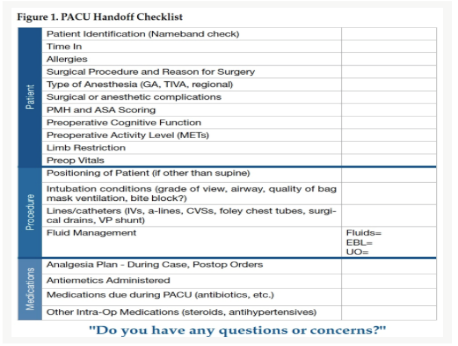 Figure 1. PACU Handoff Checklist
Patient
Patient Identification (Nameband check)
Time In
Allergies
Surgical Procedure and Reason for Surgery
Type of Anesthesia (GA, TIVA, regional)
Surgical or anesthetic complications
PMH and ASA Scoring
Preoperative Cognitive Function
Preoperative Activity Level (METs)
Limb Restriction
Preop Vitals
Procedure
Positioning of Patient (if other than supine)
Intubation conditions (grade of view, airway, quality of bag
mask ventilation, bite block?)
Lines/catheters (IVs, a-lines, CVSs, foley chest tubes, surgi-
cal drains, VP shunt)
Fluid Management
Fluids=
EBL=
UO=
Medications
Analgesia Plan - During Case, Postop Orders
Antiemetics Administered
Medications due during PACU (antibiotics, etc.)
Other Intra-Op Medications (steroids, antihypertensives)
"Do you have any questions or concerns?"